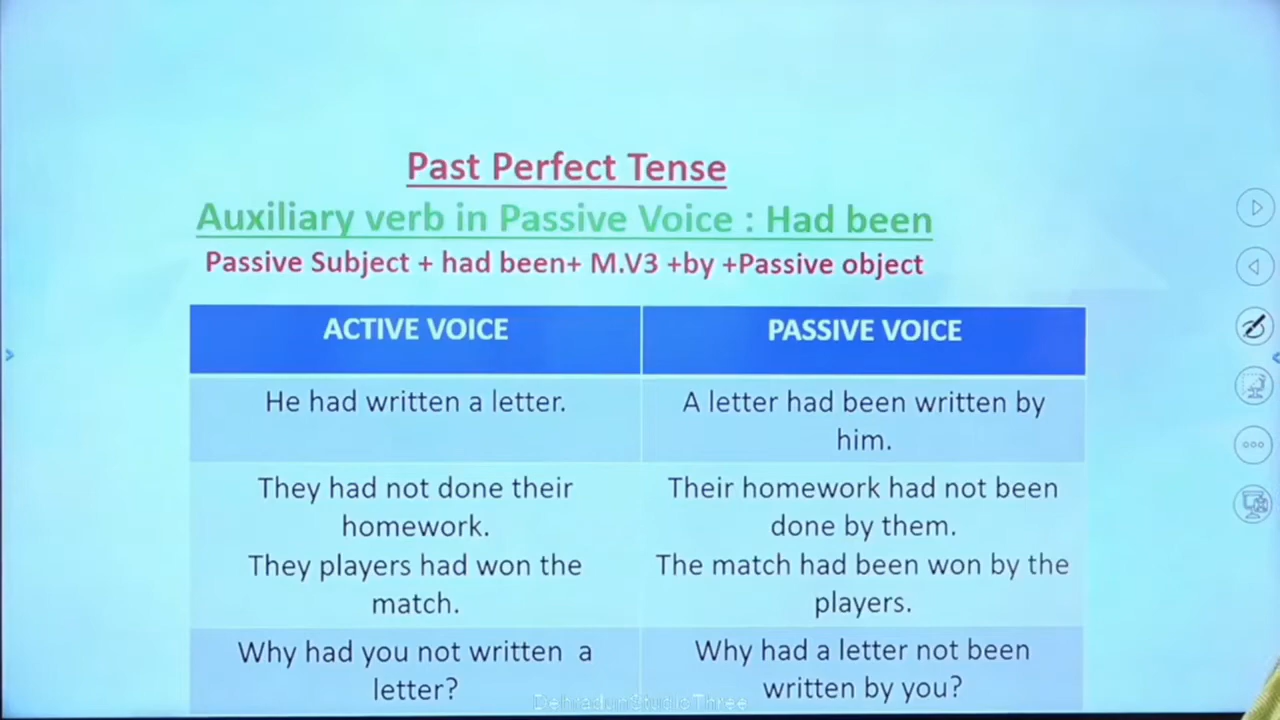 Past Perfect Tense
Auxiliary verb in Passive Voice : Had been
Passive Subject + had been+ M.V3 +by +Passive object
ACTIVE VOICE
PASSIVE VOICE
He had written a letter.
A letter had been written by
him.
They had not done their
homework.
They players had won the
match.
Their homework had not been
done by them.
The match had been won by the
players.
Why had you not written a
letter?
Why had a letter not been
written by you?
DehradunStudioThree